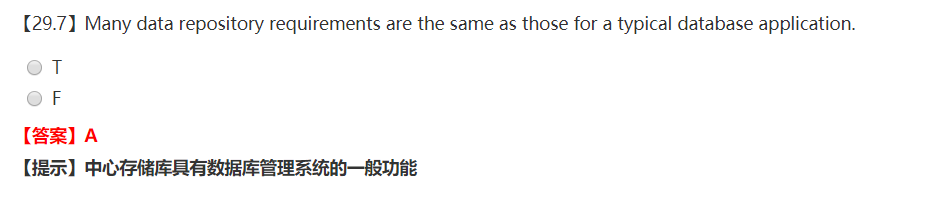 【29.7】Many data repository requirements are the same as those for a typical database application.
T
F
【答案】A
【提示】中心存储库具有数据库管理系统的一般功能